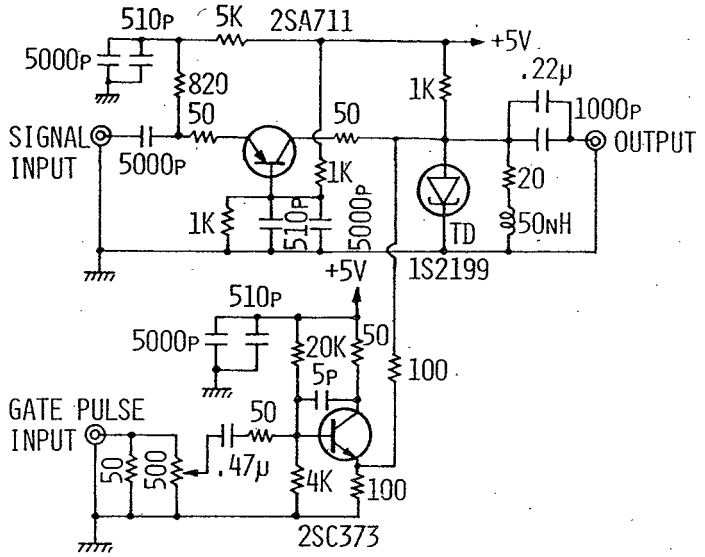 510P
5K
2SA711
+5V
5000P
820
1K
.22μ
1000P
50
50
SIGNAL
INPUT
5000P
OUTPUT
1K
20
1K
510P
5000P
TD
50NH
+5V
1S2199
510P
5000P
20K
50
100
5P
GATE PULSE
INPUT
50
50
500
.47μ
4K
100
2SC373